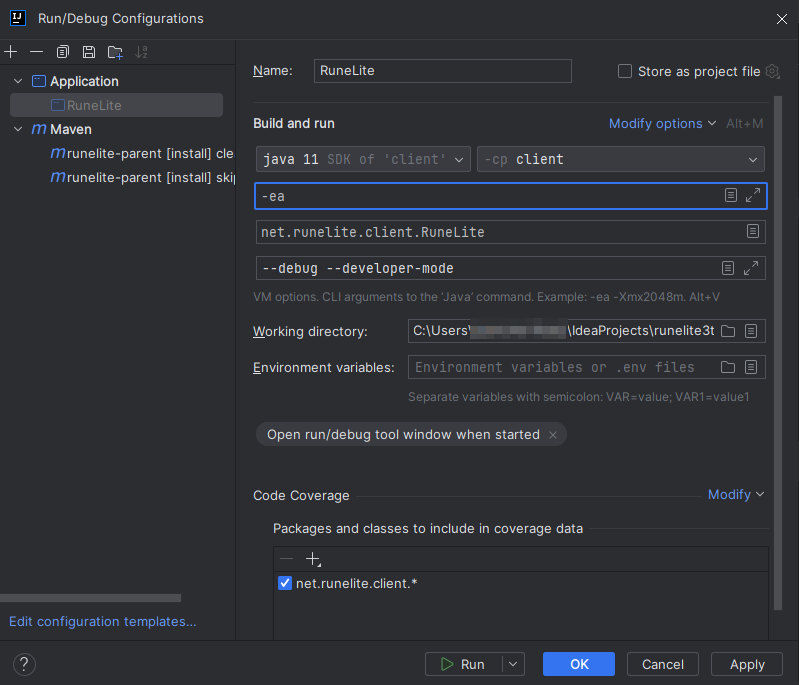 IJ Run/Debug Configurations
Application
RuneLite
Maven
runelite-parent [install] cle
runelite-parent [install] skip
Edit configuration templates...
Name: RuneLite Store as project file
Build and run Modify options Alt+M
java 11 SDK of 'client' -cp client
-ea
net.runelite.client.RuneLite
--debug --developer-mode
VM options. CLI arguments to the 'Java' command. Example: -ea -Xmx2048m. Alt+V
Working directory: C:\Users\ \IdeaProjects\runelite3t
Environment variables: Environment variables or .env files
Separate variables with semicolon: VAR=value; VAR1=value1
Open run/debug tool window when started
Code Coverage Modify
Packages and classes to include in coverage data
net.runelite.client.*
? Run OK Cancel Apply